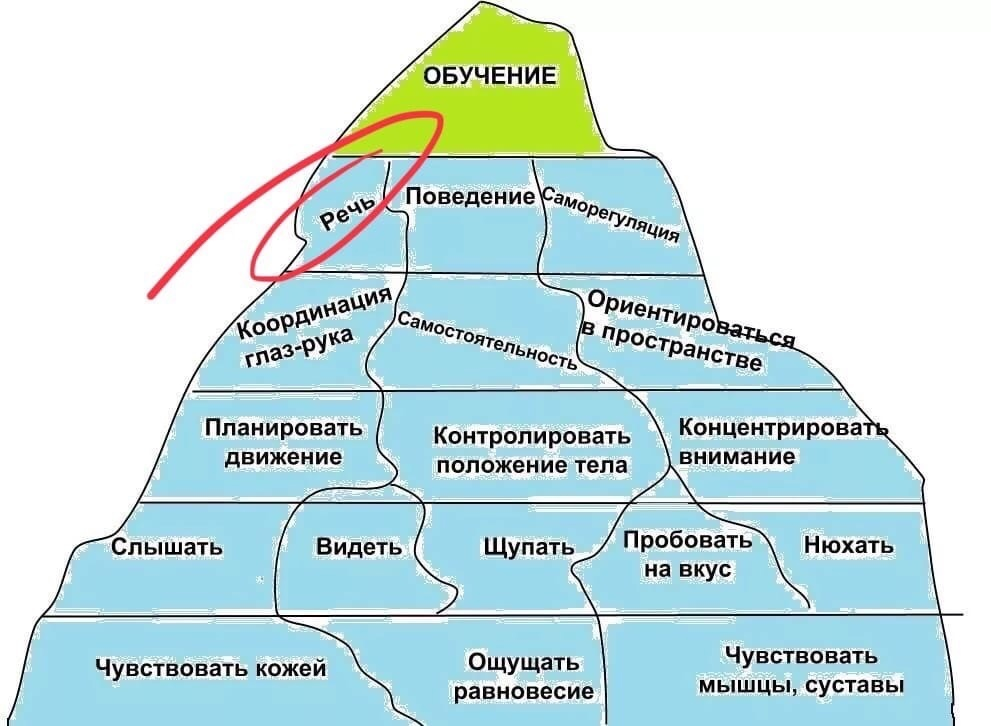 ОБУЧЕНИЕ
Речь
Поведение
Саморегуляция
Координация
глаз-рука
Самостоятельность
Ориентироваться
в пространстве
Планировать
движение
Контролировать
положение тела
Концентрировать
внимание
Слышать
Видеть
Щупать
Пробовать
на вкус
Нюхать
Чувствовать кожей
Ощущать
равновесие
Чувствовать
мышцы, суставы